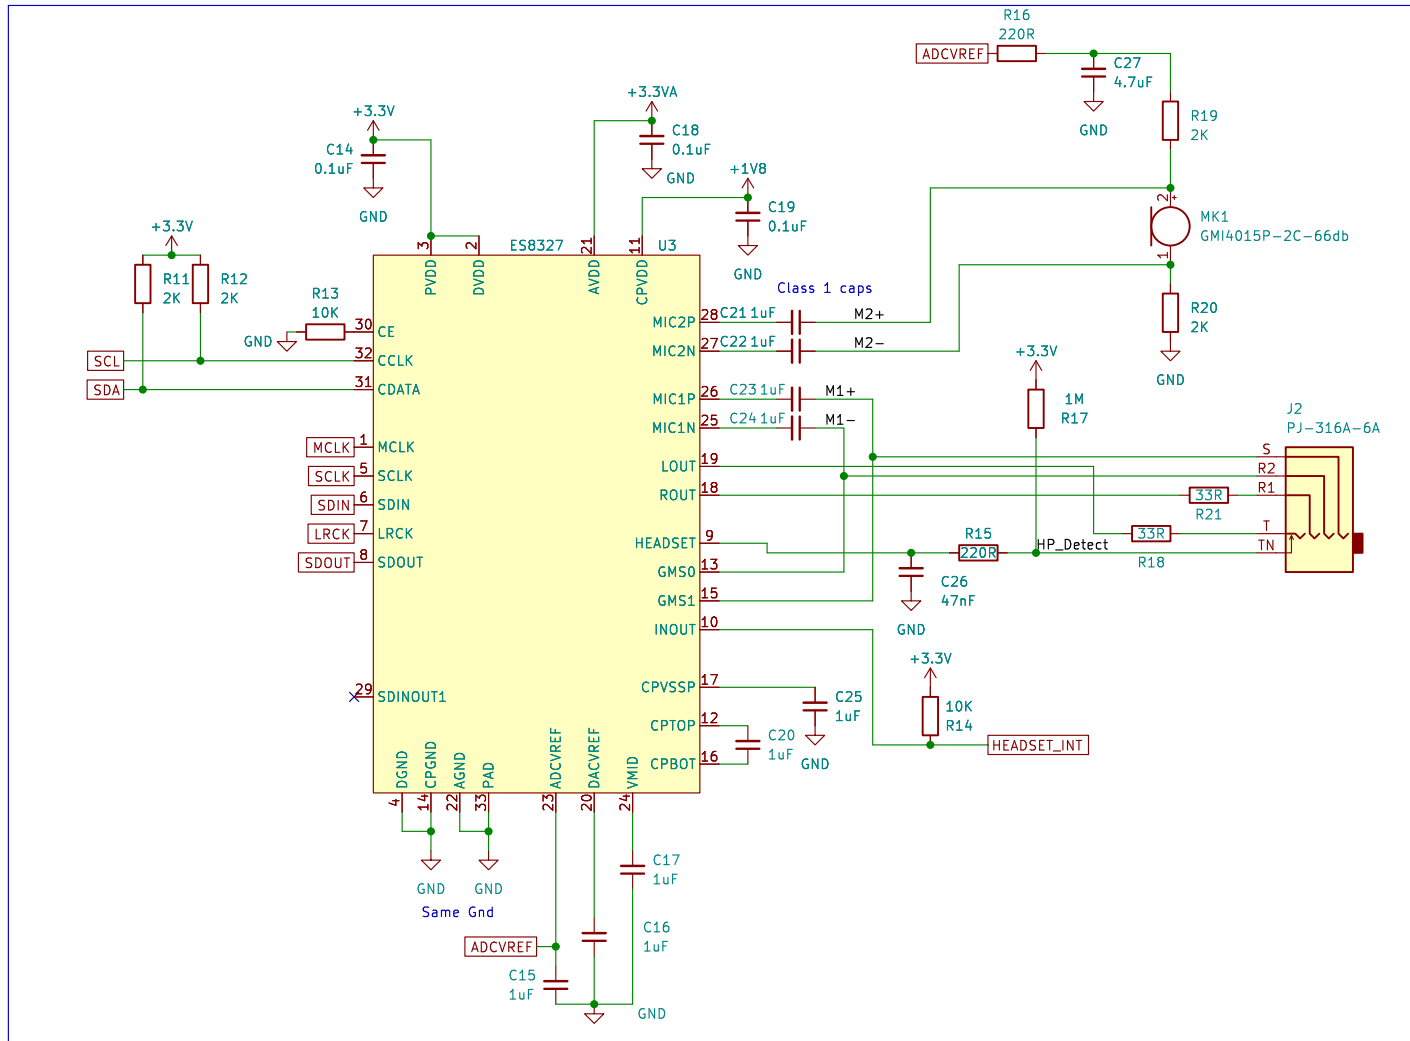 R16
220R
ADCVREF
C27
4.7uF
GND
R19
2K
+3.3VA
C18
0.1uF
GND
+3.3V
C14
0.1uF
GND
+1V8
C19
0.1uF
GND
2
+
MK1
GMI4015P-2C-66db
1
R20
2K
GND
+3.3V
R11
2K
R12
2K
ES8327
U3
3
2
21
11
PVDD
DVDD
AVDD
CPVDD
Class 1 caps
R13
10K
GND
30
CE
SCL
32
CCLK
SDA
31
CDATA
MCLK
1
MCLK
SCLK
5
SCLK
SDIN
6
SDIN
LRCK
7
LRCK
SDOUT
8
SDOUT
29
SDINOUT1
MIC2P
28
C21
1uF
M2+
MIC2N
27
C22
1uF
M2-
MIC1P
26
C23
1uF
M1+
MIC1N
25
C24
1uF
M1-
LOUT
19
ROUT
18
HEADSET
9
GMS0
13
GMS1
15
INOUT
10
CPVSSP
17
CPTOP
12
CPBOT
16
+3.3V
1M
R17
J2
PJ-316A-6A
S
R2
R1
T
TN
33R
R21
33R
R18
R15
220R
HP_Detect
C26
47nF
GND
+3.3V
10K
R14
HEADSET_INT
C25
1uF
GND
C20
1uF
DGND
CPGND
AGND
PAD
ADCVREF
DACVREF
VMID
4
14
22
33
23
20
24
GND
GND
Same Gnd
C17
1uF
C16
1uF
ADCVREF
C15
1uF
GND